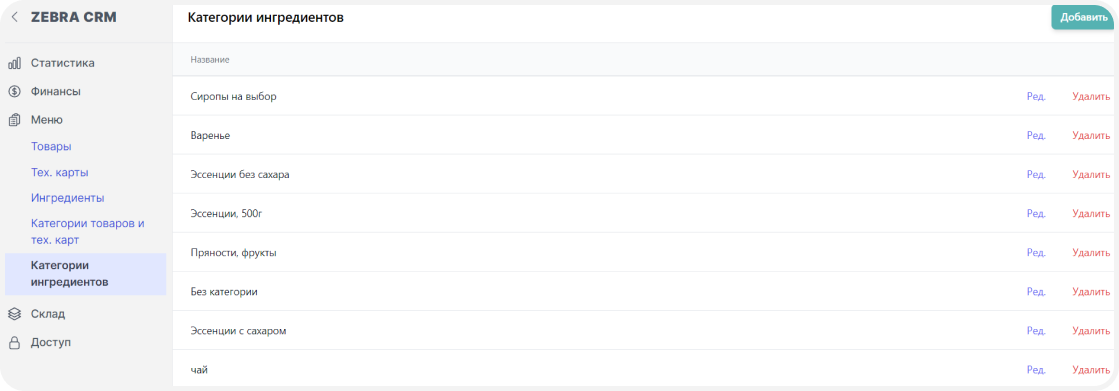 ZEBRA CRM
Статистика
Финансы
Меню
Товары
Тех. карты
Ингредиенты
Категории товаров и
тех. карт
Категории
ингредиентов
Склад
Доступ
Категории ингредиентов
Добавить
Название
Сиропы на выбор Ред. Удалить
Варенье Ред. Удалить
Эссенции без сахара Ред. Удалить
Эссенции, 500г Ред. Удалить
Пряности, фрукты Ред. Удалить
Без категории Ред. Удалить
Эссенции с сахаром Ред. Удалить
чай Ред. Удалить